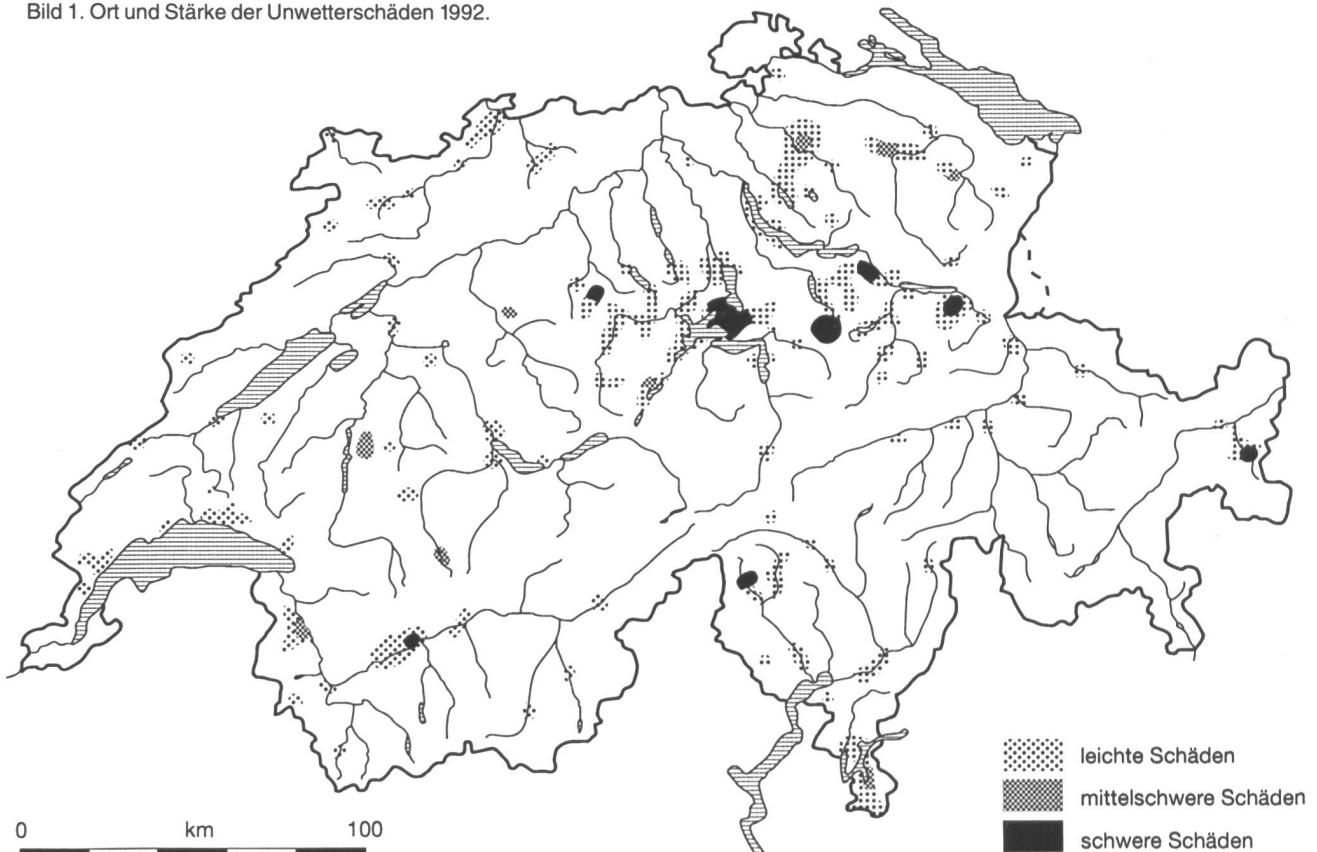 Bild 1. Ort und Stärke der Unwetterschäden 1992.
leichte Schäden
mittelschwere Schäden
schwere Schäden
0 km 100